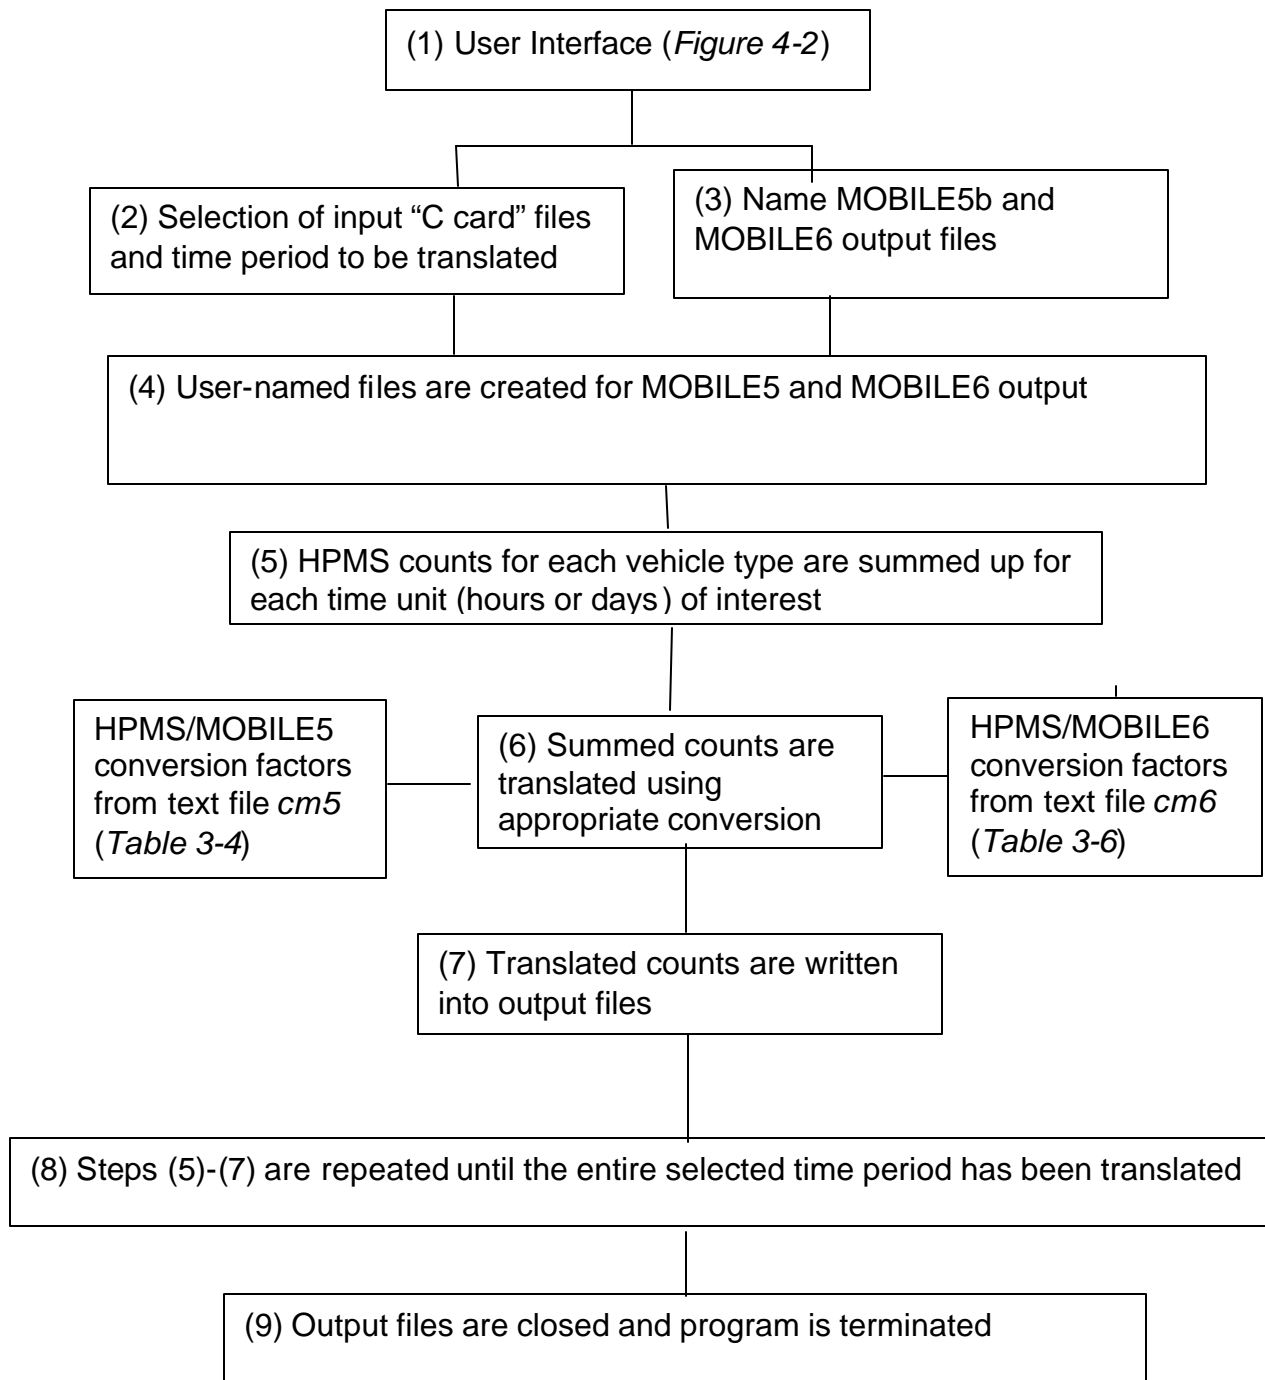 (1) User Interface (Figure 4-2)
(2) Selection of input “C card” files
and time period to be translated
(3) Name MOBILE5b and
MOBILE6 output files
(4) User-named files are created for MOBILE5 and MOBILE6 output
(5) HPMS counts for each vehicle type are summed up for
each time unit (hours or days) of interest
HPMS/MOBILE5
conversion factors
from text file cm5
(Table 3-4)
(6) Summed counts are
translated using
appropriate conversion
HPMS/MOBILE6
conversion factors
from text file cm6
(Table 3-6)
(7) Translated counts are written
into output files
(8) Steps (5)-(7) are repeated until the entire selected time period has been translated
(9) Output files are closed and program is terminated